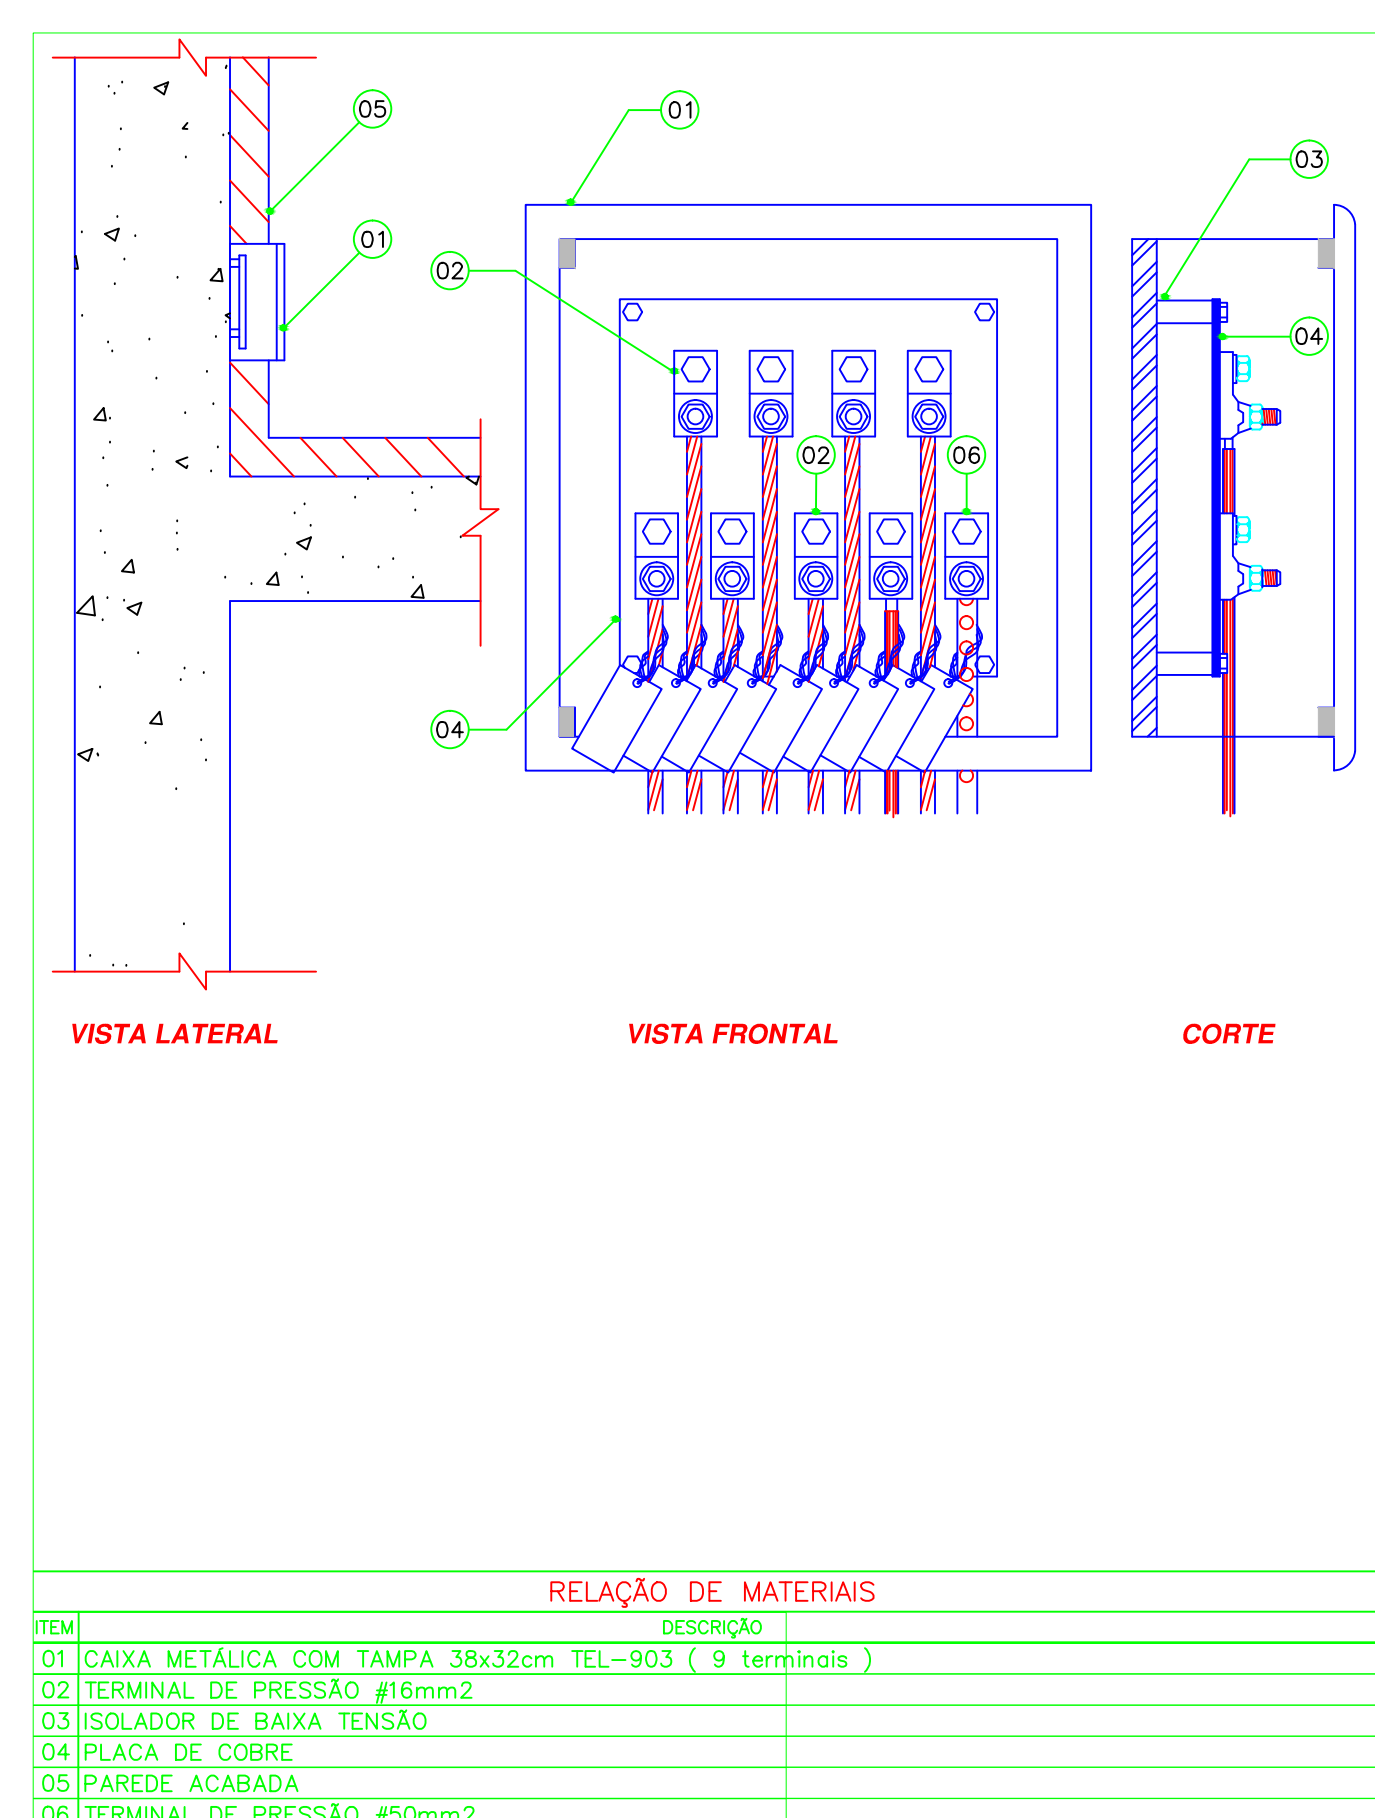 05
01
01
02
03
04
02
06
04
VISTA LATERAL
VISTA FRONTAL
CORTE
RELAÇÃO DE MATERIAIS
ITEM DESCRIÇÃO
01 CAIXA METÁLICA COM TAMPA 38x32cm TEL-903 ( 9 terminais )
02 TERMINAL DE PRESSÃO #16mm2
03 ISOLADOR DE BAIXA TENSÃO
04 PLACA DE COBRE
05 PAREDE ACABADA
06 TERMINAL DE PRESSÃO #50mm2